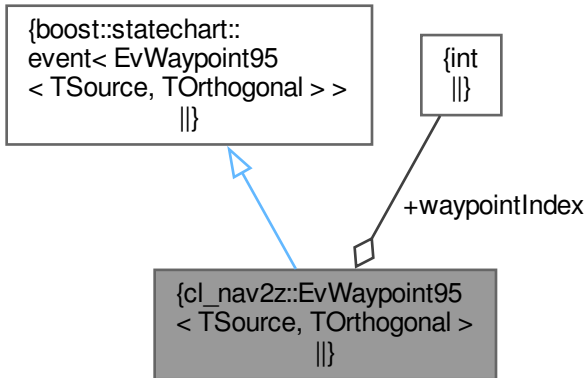 {boost::statechart::
event< EvWaypoint95
< TSource, TOrthogonal > >
||}
{int
||}
+waypointIndex
{cl_nav2z::EvWaypoint95
< TSource, TOrthogonal >
||}